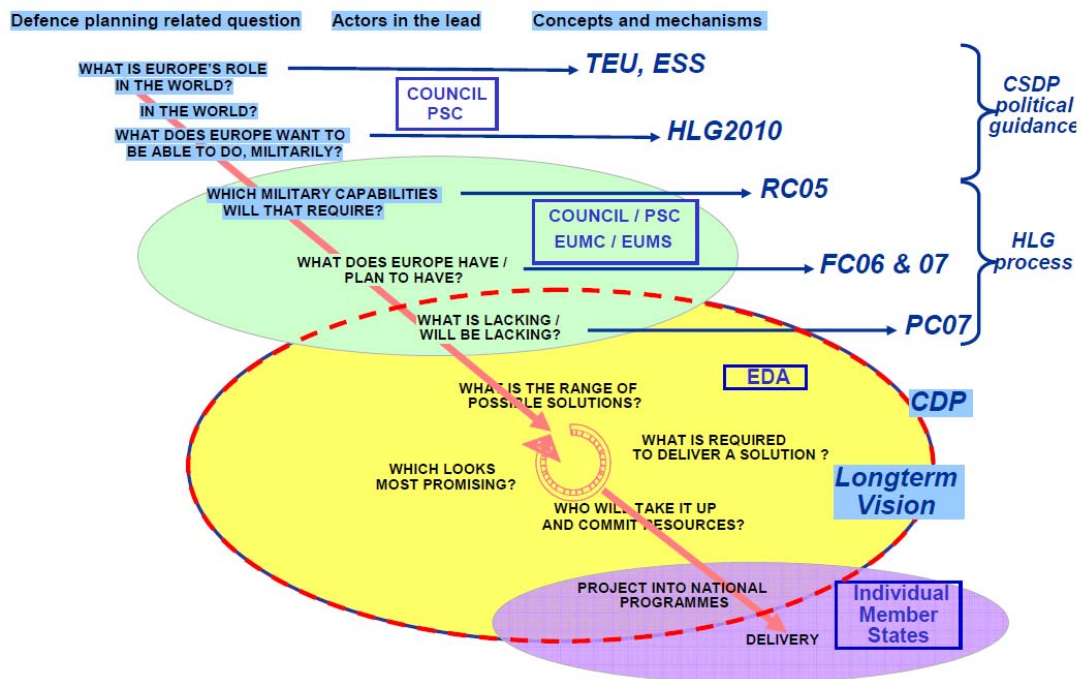 Defence planning related question
Actors in the lead
Concepts and mechanisms
WHAT IS EUROPE'S ROLE
IN THE WORLD?
TEU, ESS
COUNCIL
PSC
CSDP
political
guidance
IN THE WORLD?
WHAT DOES EUROPE WANT TO
BE ABLE TO DO, MILITARILY?
HLG2010
WHICH MILITARY CAPABILITIES
WILL THAT REQUIRE?
RC05
COUNCIL / PSC
EUMC / EUMS
HLG
process
WHAT DOES EUROPE HAVE /
PLAN TO HAVE?
FC06 & 07
WHAT IS LACKING /
WILL BE LACKING?
PC07
EDA
WHAT IS THE RANGE OF
POSSIBLE SOLUTIONS?
CDP
WHAT IS REQUIRED
TO DELIVER A SOLUTION ?
WHICH LOOKS
MOST PROMISING?
Longterm
Vision
WHO WILL TAKE IT UP
AND COMMIT RESOURCES?
PROJECT INTO NATIONAL
PROGRAMMES
Individual
Member
States
DELIVERY